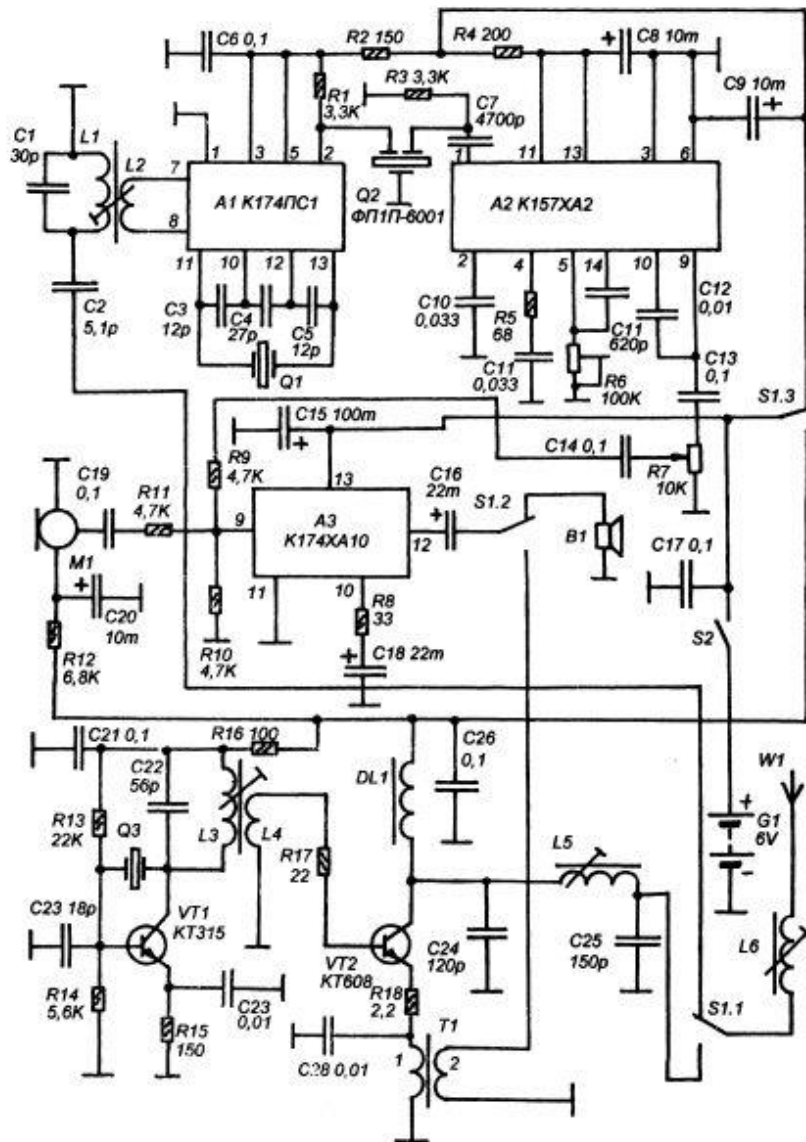 C6 0,1
R2 150
R4 200
C8 10m
+
R3 3,3K
C9 10m
+
R1
3,3K
C7
4700p
C1
30p
L1
L2
7
8
1
3
5
2
A1 К174ПС1
Q2
ФП1П-6001
1
11
13
3
6
A2 К157ХА2
11
10
12
13
2
4
5
14
10
9
C2
5,1p
C3
12p
C4
27p
C5
12p
Q1
C10
0,033
R5
68
C11
0,033
C11
620p
R6
100K
C12
0,01
C13
0,1
S1.3
C15 100m
+
C14 0,1
R7
10K
C19
0,1
R11
4,7K
R9
4,7K
13
9
A3
К174ХА10
12
11
10
C16
22m
+
S1.2
B1
C17 0,1
M1
+
C20
10m
R12
6,8K
R10
4,7K
R8
33
+
C18 22m
S2
C21 0,1
R16 100
C22
56p
C26
0,1
DL1
W1
R13
22K
Q3
L3
L4
R17
22
L5
+
G1
6V
-
C23 18p
VT1
KT315
VT2
KT608
C24
120p
C25
150p
L6
R14
5,6K
C23
0,01
R15
150
R18
2,2
T1
S1.1
C28 0,01
1
2